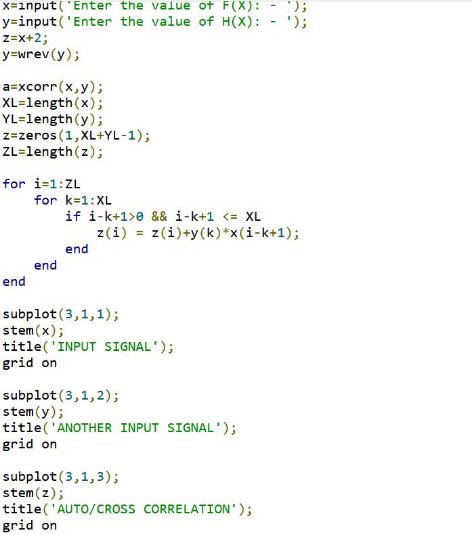 x=input('Enter the value of F(X): - ');
y=input('Enter the value of H(X): - ');
z=x+2;
y=wrev(y);
a=xcorr(x,y);
XL=length(x);
YL=length(y);
z=zeros(1,XL+YL-1);
ZL=length(z);
for i=1:ZL
for k=1:XL
if i-k+1>0 && i-k+1 <= XL
z(i) = z(i)+y(k)*x(i-k+1);
end
end
end
subplot(3,1,1);
stem(x);
title('INPUT SIGNAL');
grid on
subplot(3,1,2);
stem(y);
title('ANOTHER INPUT SIGNAL');
grid on
subplot(3,1,3);
stem(z);
title('AUTO/CROSS CORRELATION');
grid on